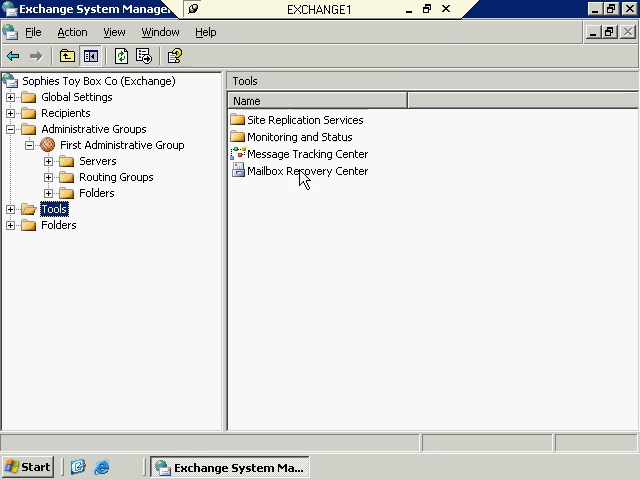 Exchange System Manager
EXCHANGE1
File Action View Window Help
Sophies Toy Box Co (Exchange)
Global Settings
Recipients
Administrative Groups
First Administrative Group
Servers
Routing Groups
Folders
Tools
Folders
Tools
Name
Site Replication Services
Monitoring and Status
Message Tracking Center
Mailbox Recovery Center
Start
Exchange System Ma...